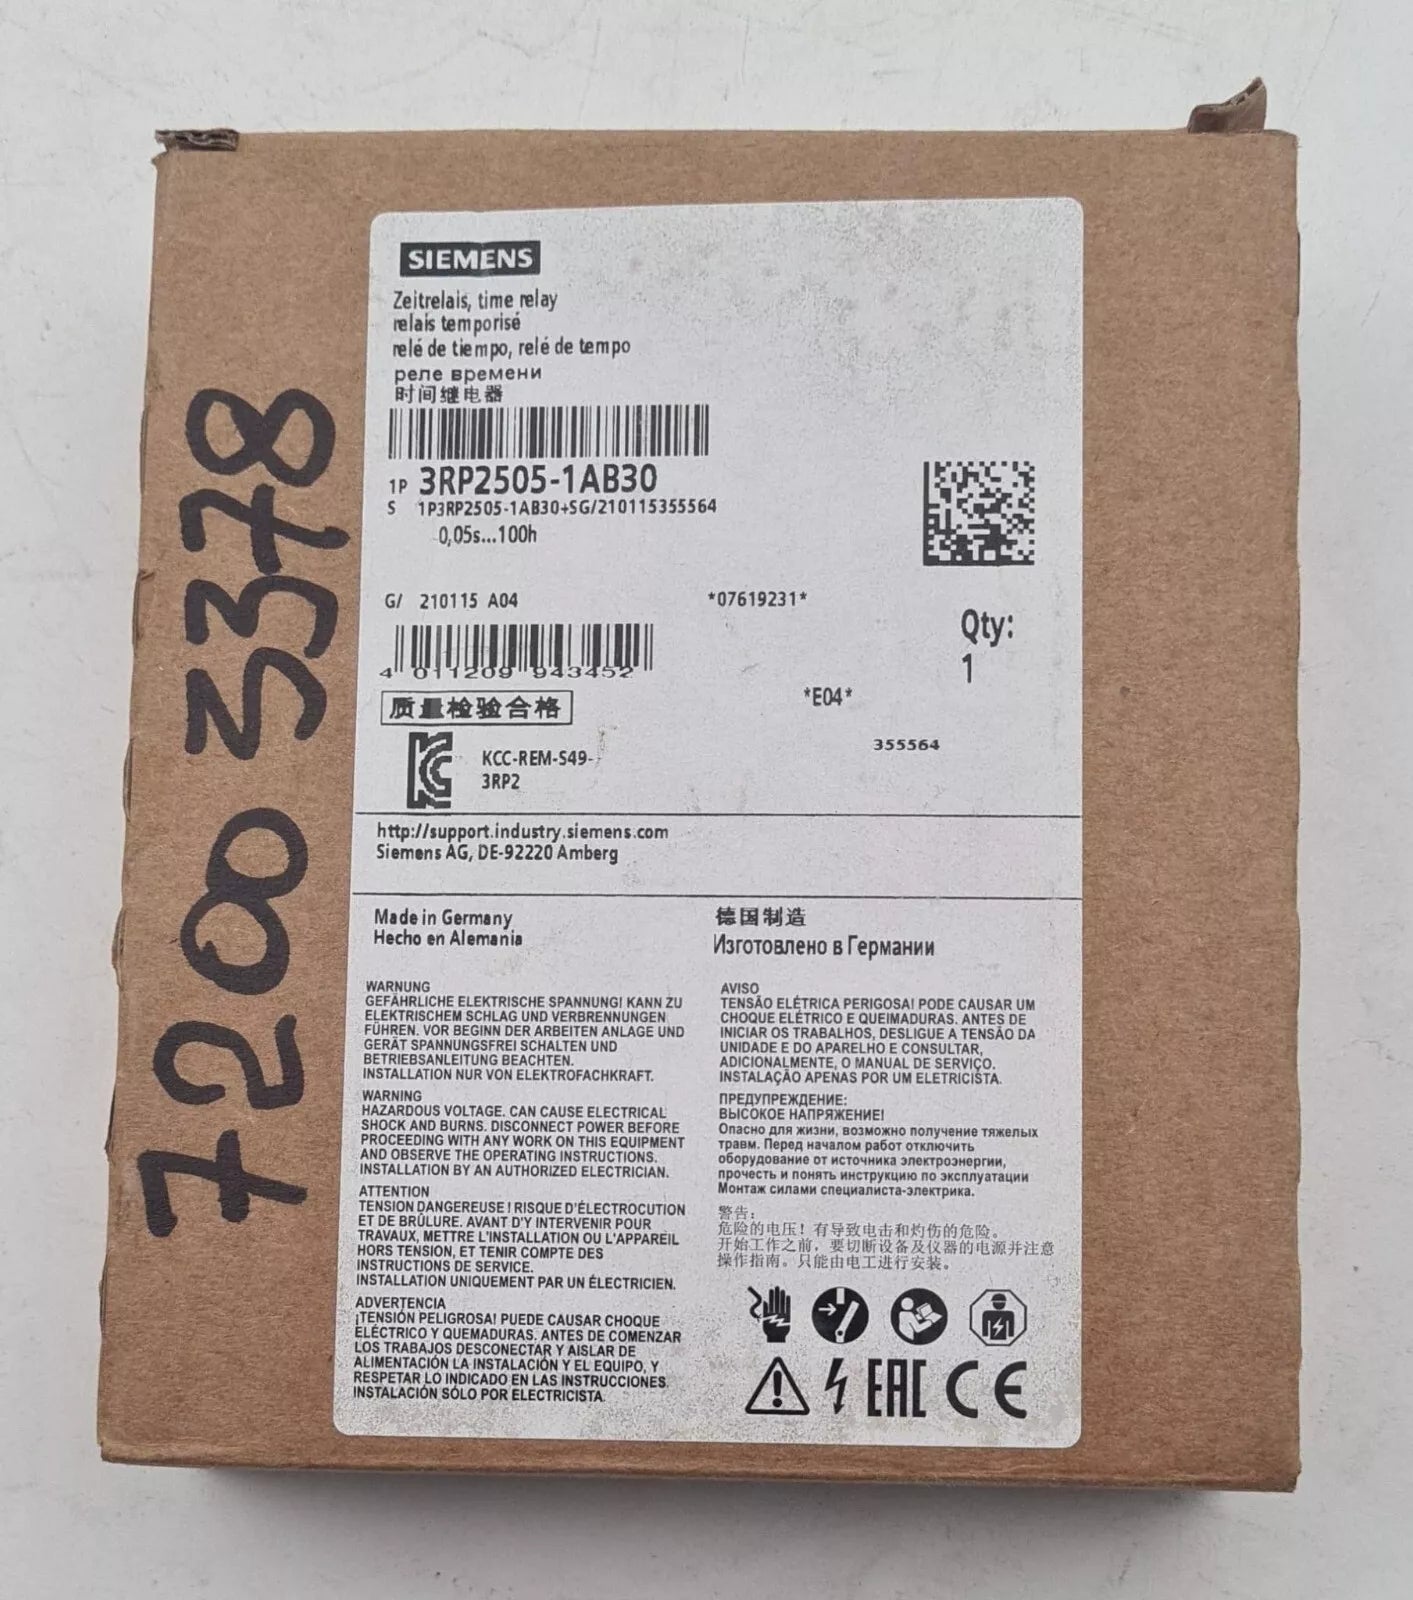 SIEMENS
Zeitrelais, time relay
relais temporisé
relé de tiempo, relé de tempo
реле времени
时间继电器
1P 3RP2505-1AB30
S 1P3RP2505-1AB30+SG/210115355564
0,05s...100h
G/ 210115 A04
*07619231*
Qty:
1
4 011209 943452
*E04*
质量检验合格
355564
KCC-REM-S49-
3RP2
http://support.industry.siemens.com
Siemens AG, DE-92220 Amberg
Made in Germany
Hecho en Alemania
德国制造
Изготовлено в Германии
WARNUNG
GEFÄHRLICHE ELEKTRISCHE SPANNUNG! KANN ZU
ELEKTRISCHEM SCHLAG UND VERBRENNUNGEN
FÜHREN. VOR BEGINN DER ARBEITEN ANLAGE UND
GERÄT SPANNUNGSFREI SCHALTEN UND
BETRIEBSANLEITUNG BEACHTEN.
INSTALLATION NUR VON ELEKTROFACHKRAFT.
WARNING
HAZARDOUS VOLTAGE. CAN CAUSE ELECTRICAL
SHOCK AND BURNS. DISCONNECT POWER BEFORE
PROCEEDING WITH ANY WORK ON THIS EQUIPMENT
AND OBSERVE THE OPERATING INSTRUCTIONS.
INSTALLATION BY AN AUTHORIZED ELECTRICIAN.
ATTENTION
TENSION DANGEREUSE ! RISQUE D'ÉLECTROCUTION
ET DE BRÛLURE. AVANT D'Y INTERVENIR POUR
TRAVAUX, METTRE L'INSTALLATION OU L'APPAREIL
HORS TENSION, ET TENIR COMPTE DES
INSTRUCTIONS DE SERVICE.
INSTALLATION UNIQUEMENT PAR UN ÉLECTRICIEN.
ADVERTENCIA
¡TENSIÓN PELIGROSA! PUEDE CAUSAR CHOQUE
ELÉCTRICO Y QUEMADURAS. ANTES DE COMENZAR
LOS TRABAJOS DESCONECTAR Y AISLAR DE
ALIMENTACIÓN LA INSTALACIÓN Y EL EQUIPO, Y
RESPETAR LO INDICADO EN LAS INSTRUCCIONES.
INSTALACIÓN SÓLO POR ELECTRICISTA.
AVISO
TENSÃO ELÉTRICA PERIGOSA! PODE CAUSAR UM
CHOQUE ELÉTRICO E QUEIMADURAS. ANTES DE
INICIAR OS TRABALHOS, DESLIGUE A TENSÃO DA
UNIDADE E DO APARELHO E CONSULTAR,
ADICIONALMENTE, O MANUAL DE SERVIÇO.
INSTALAÇÃO APENAS POR UM ELETRICISTA.
ПРЕДУПРЕЖДЕНИЕ:
ВЫСОКОЕ НАПРЯЖЕНИЕ!
Опасно для жизни, возможно получение тяжелых
травм. Перед началом работ отключить
оборудование от источника электроэнергии,
прочесть и понять инструкцию по эксплуатации
Монтаж силами специалиста-электрика.
警告：
危险的电压！有导致电击和灼伤的危险。
开始工作之前，要切断设备及仪器的电源并注意
操作指南。只能由电工进行安装。
EAC CE
7200 3378